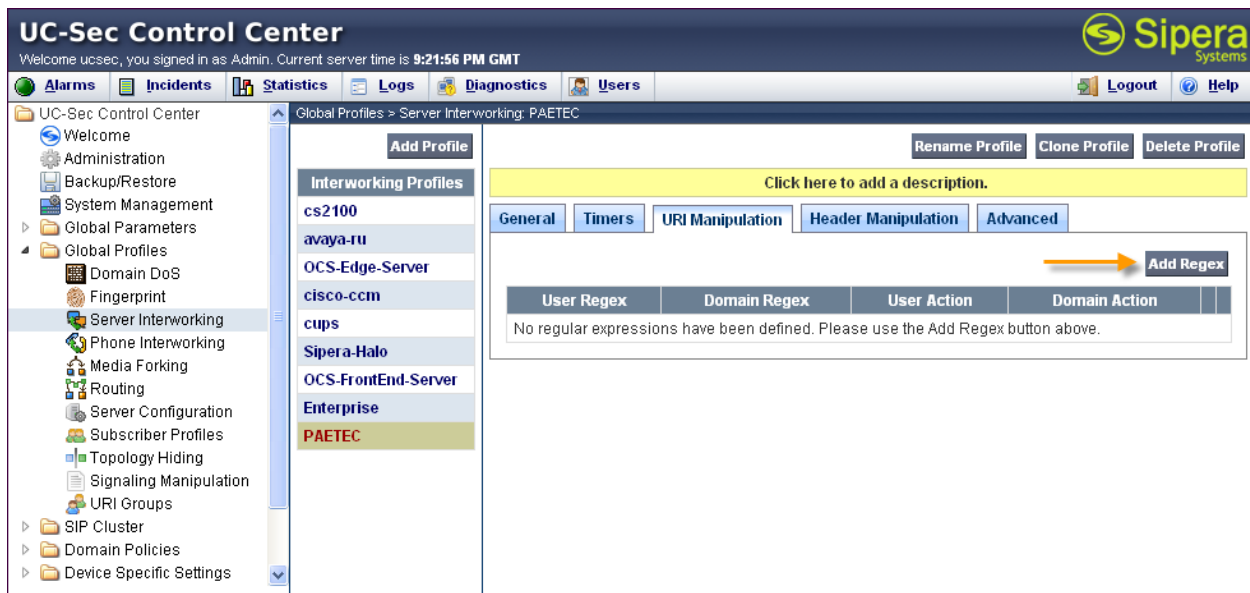 UC-Sec Control Center
Welcome ucsec, you signed in as Admin. Current server time is 9:21:56 PM GMT
Sipera
Systems
Alarms Incidents Statistics Logs Diagnostics Users Logout Help
UC-Sec Control Center
Welcome
Administration
Backup/Restore
System Management
Global Parameters
Global Profiles
Domain DoS
Fingerprint
Server Interworking
Phone Interworking
Media Forking
Routing
Server Configuration
Subscriber Profiles
Topology Hiding
Signaling Manipulation
URI Groups
SIP Cluster
Domain Policies
Device Specific Settings
Global Profiles > Server Interworking: PAETEC
Add Profile
Interworking Profiles
cs2100
avaya-ru
OCS-Edge-Server
cisco-ccm
cups
Sipera-Halo
OCS-FrontEnd-Server
Enterprise
PAETEC
Rename Profile Clone Profile Delete Profile
Click here to add a description.
General Timers URI Manipulation Header Manipulation Advanced
Add Regex
User Regex Domain Regex User Action Domain Action
No regular expressions have been defined. Please use the Add Regex button above.